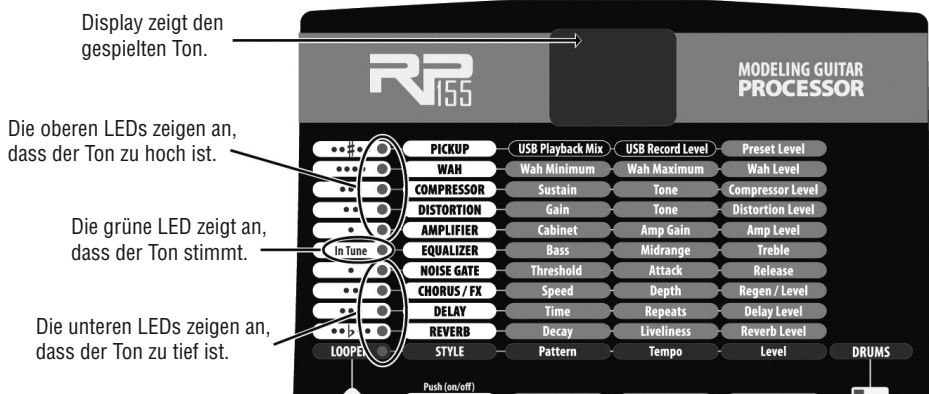 Display zeigt den
gespielten Ton.
RP155
MODELING GUITAR
PROCESSOR
Die oberen LEDs zeigen an,
dass der Ton zu hoch ist.
Die grüne LED zeigt an,
dass der Ton stimmt.
Die unteren LEDs zeigen an,
dass der Ton zu tief ist.
♯ PICKUP USB Playback Mix USB Record Level Preset Level
WAH Wah Minimum Wah Maximum Wah Level
COMPRESSOR Sustain Tone Compressor Level
DISTORTION Gain Tone Distortion Level
AMPLIFIER Cabinet Amp Gain Amp Level
In Tune EQUALIZER Bass Midrange Treble
NOISE GATE Threshold Attack Release
CHORUS / FX Speed Depth Regen / Level
DELAY Time Repeats Delay Level
♭ REVERB Decay Liveliness Reverb Level
LOOPER STYLE Pattern Tempo Level DRUMS
Push (on/off)